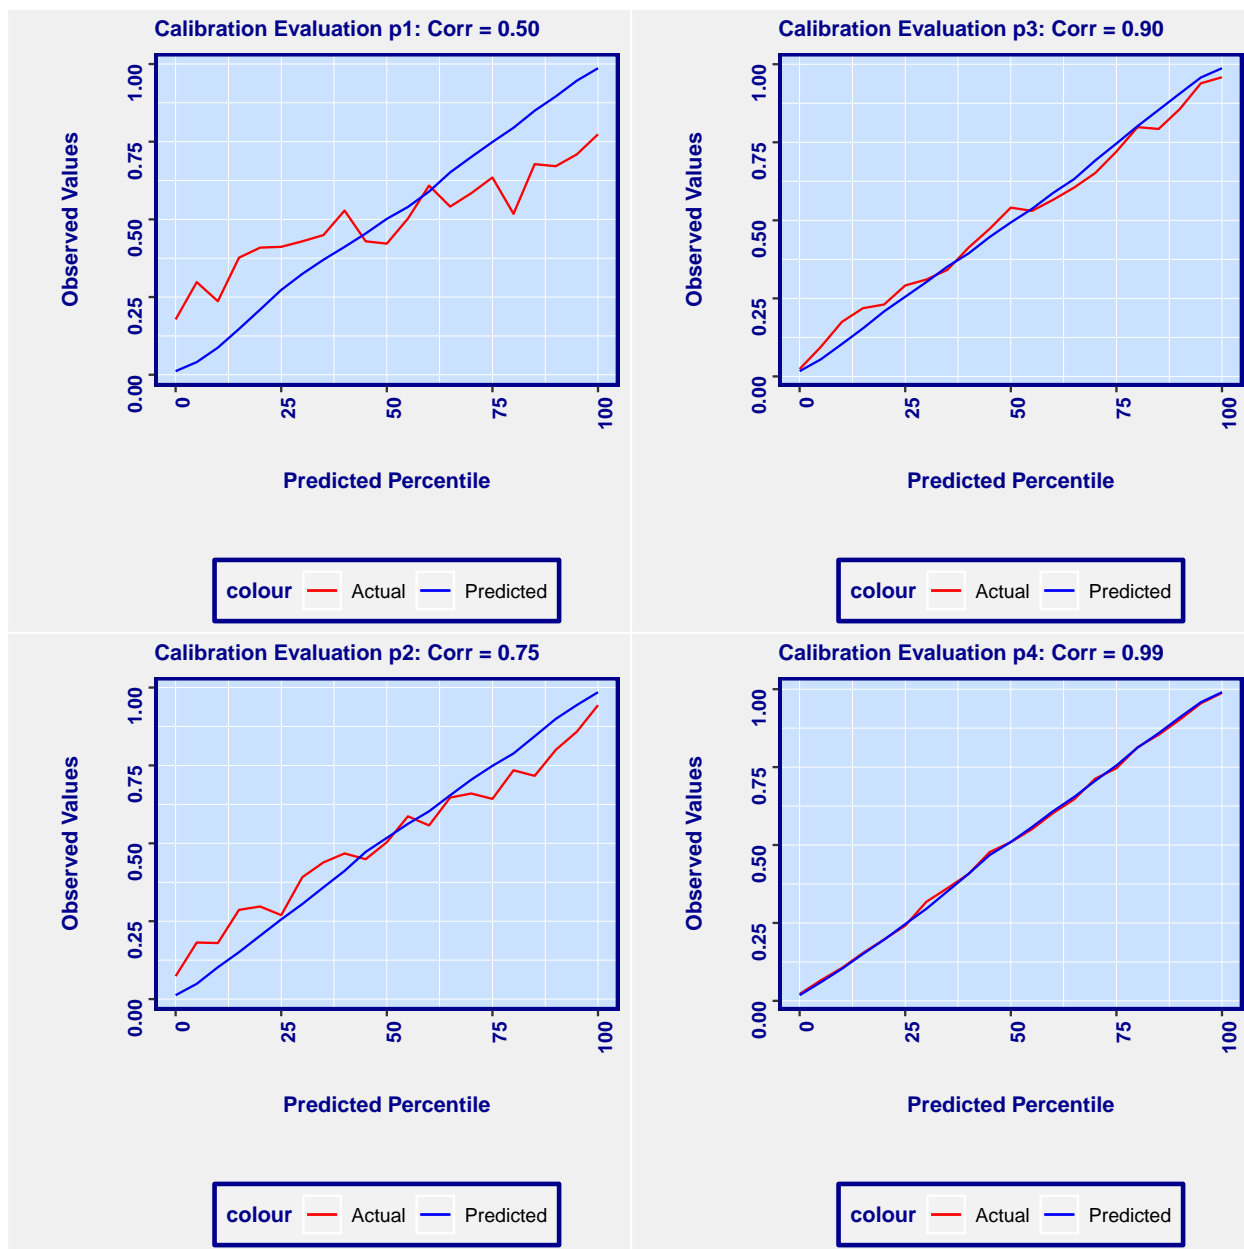 Calibration Evaluation p1: Corr = 0.50
Observed Values
1.00
0.75
0.50
0.25
0.00
0
25
50
75
100
Predicted Percentile
colour Actual Predicted
Calibration Evaluation p3: Corr = 0.90
Observed Values
1.00
0.75
0.50
0.25
0.00
0
25
50
75
100
Predicted Percentile
colour Actual Predicted
Calibration Evaluation p2: Corr = 0.75
Observed Values
1.00
0.75
0.50
0.25
0.00
0
25
50
75
100
Predicted Percentile
colour Actual Predicted
Calibration Evaluation p4: Corr = 0.99
Observed Values
1.00
0.75
0.50
0.25
0.00
0
25
50
75
100
Predicted Percentile
colour Actual Predicted